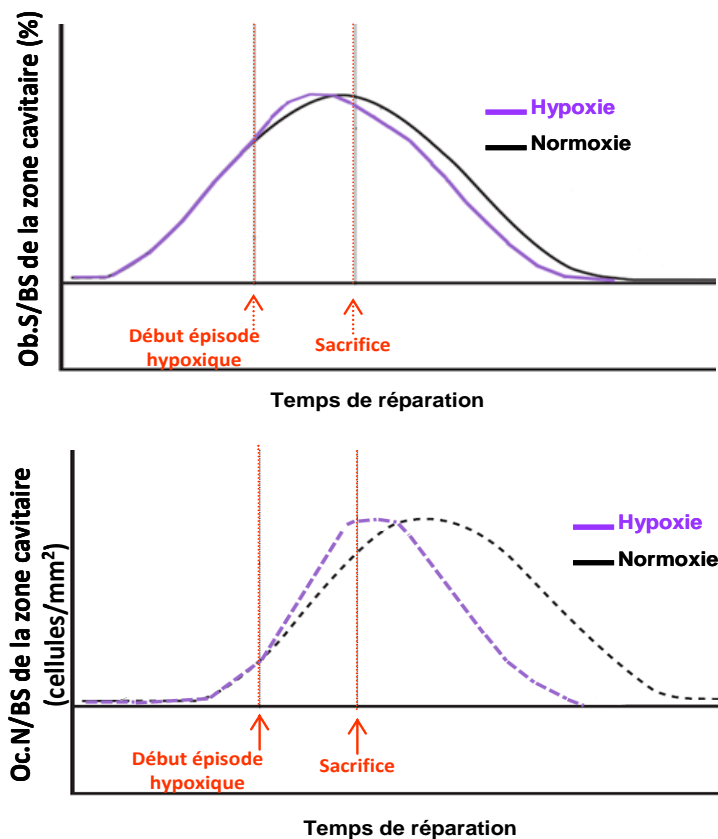 Ob.S/BS de la zone cavitaire (%)
Hypoxie
Normoxie
Début épisode
hypoxique
Sacrifice
Temps de réparation
Oc.N/BS de la zone cavitaire
(cellules/mm²)
Hypoxie
Normoxie
Début épisode
hypoxique
Sacrifice
Temps de réparation